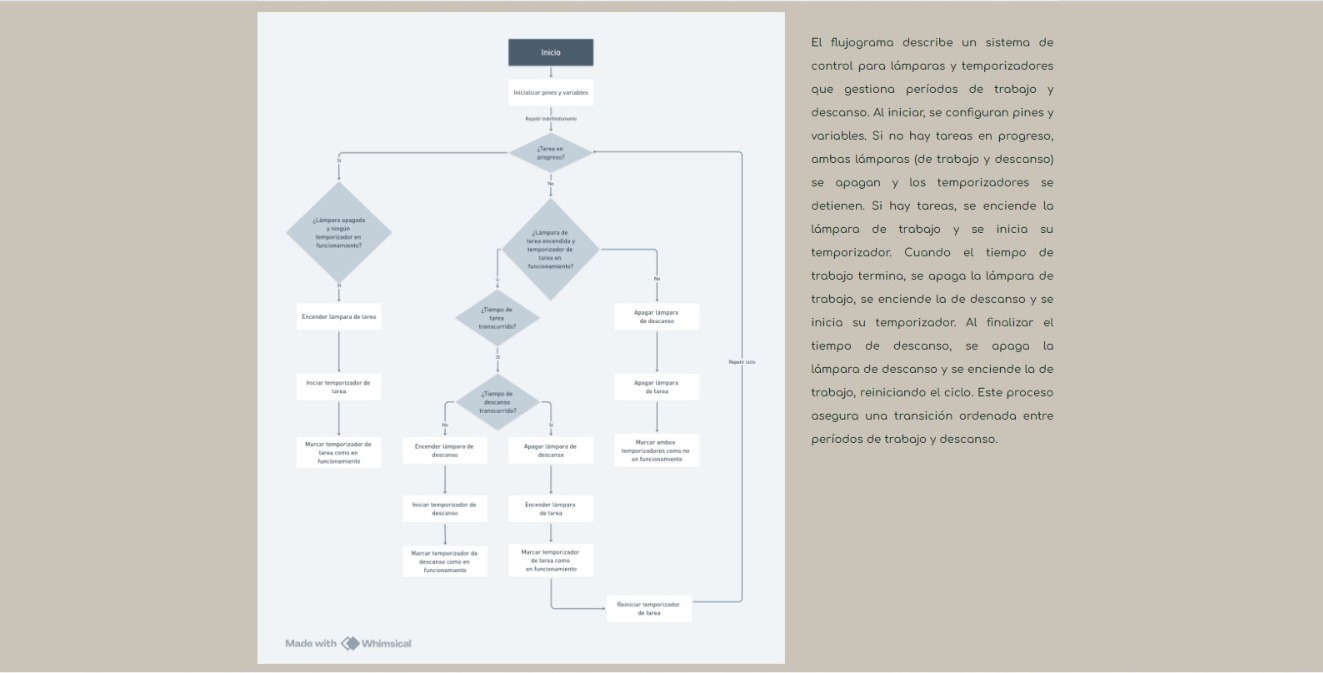 Inicio
Inicializar pines y variables
Repetir indefinidamente
¿Tarea en
progreso?
Si
No
¿Lámpara apagada
y ningún
temporizador en
funcionamiento?
Si
Encender lámpara de tarea
Iniciar temporizador de
tarea
Marcar temporizador de
tarea como en
funcionamiento
¿Lámpara de
tarea encendida y
temporizador de
tarea en
funcionamiento?
Si
No
¿Tiempo de
tarea
transcurrido?
Si
¿Tiempo de
descanso
transcurrido?
No
Si
Encender lámpara de
descanso
Iniciar temporizador de
descanso
Marcar temporizador de
descanso como en
funcionamiento
Apagar lámpara de
descanso
Encender lámpara
de tarea
Marcar temporizador
de tarea como
en funcionamiento
Apagar lámpara
de descanso
Apagar lámpara
de tarea
Marcar ambos
temporizadores como no
en funcionamiento
Reiniciar temporizador
de tarea
Repetir ciclo
Made with Whimsical
El flujograma describe un sistema de
control para lámparas y temporizadores
que gestiona períodos de trabajo y
descanso. Al iniciar, se configuran pines y
variables. Si no hay tareas en progreso,
ambas lámparas (de trabajo y descanso)
se apagan y los temporizadores se
detienen. Si hay tareas, se enciende la
lámpara de trabajo y se inicia su
temporizador. Cuando el tiempo de
trabajo termina, se apaga la lámpara de
trabajo, se enciende la de descanso y se
inicia su temporizador. Al finalizar el
tiempo de descanso, se apaga la
lámpara de descanso y se enciende la de
trabajo, reiniciando el ciclo. Este proceso
asegura una transición ordenada entre
períodos de trabajo y descanso.